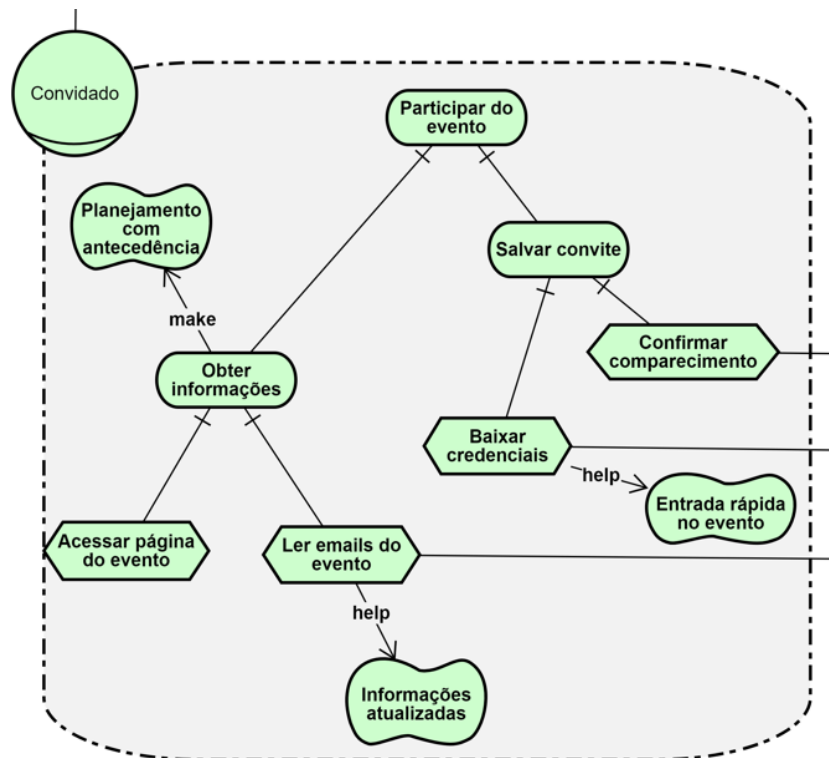 Convidado
Participar do
evento
Planejamento
com
antecedência
Salvar convite
make
Confirmar
comparecimento
Obter
informações
Baixar
credenciais
help
Entrada rápida
no evento
Acessar página
do evento
Ler emails do
evento
help
Informações
atualizadas